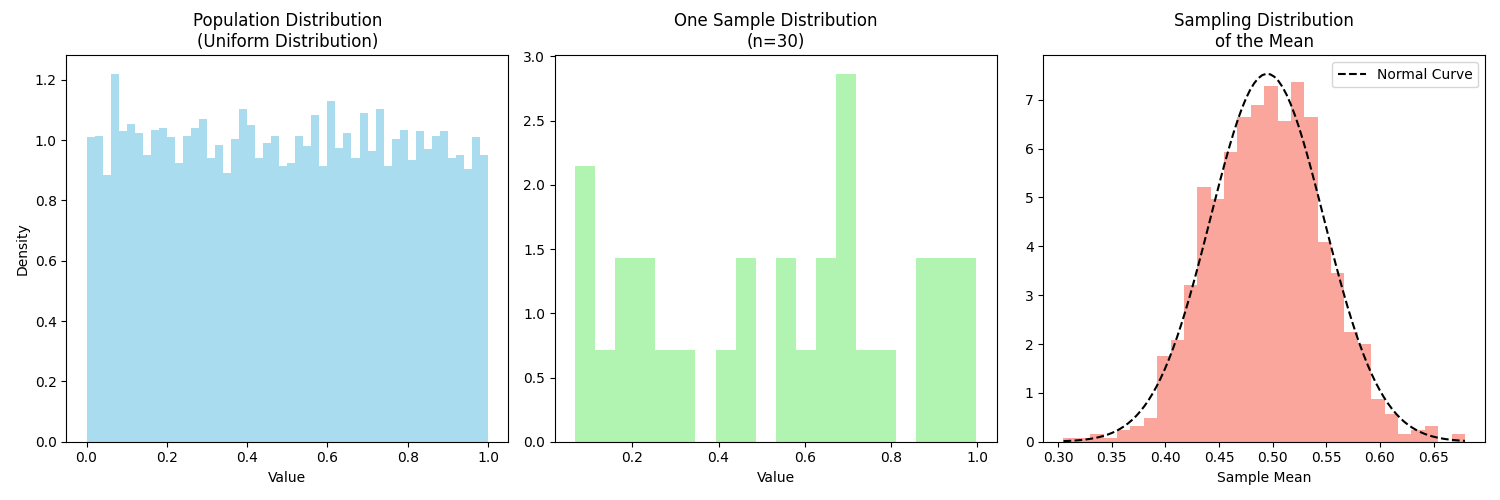 Population Distribution
(Uniform Distribution)
Density
1.2
1.0
0.8
0.6
0.4
0.2
0.0
0.0 0.2 0.4 0.6 0.8 1.0
Value
One Sample Distribution
(n=30)
3.0
2.5
2.0
1.5
1.0
0.5
0.0
0.2 0.4 0.6 0.8 1.0
Value
Sampling Distribution
of the Mean
Normal Curve
7
6
5
4
3
2
1
0
0.30 0.35 0.40 0.45 0.50 0.55 0.60 0.65
Sample Mean